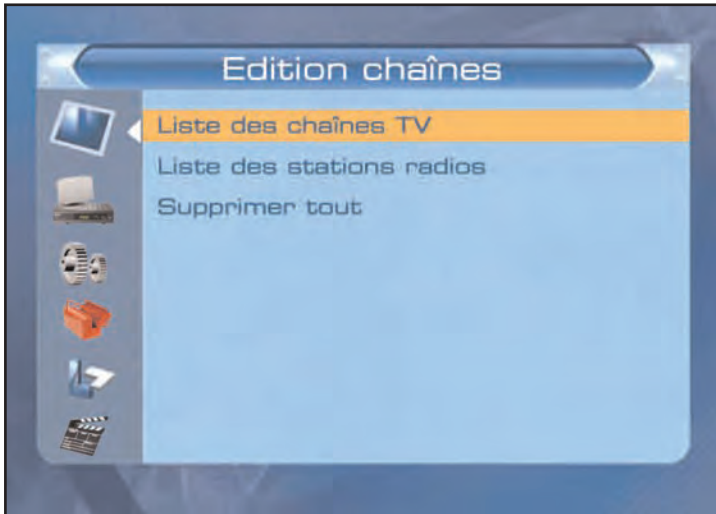 Edition chaînes
Liste des chaînes TV
Liste des stations radios
Supprimer tout